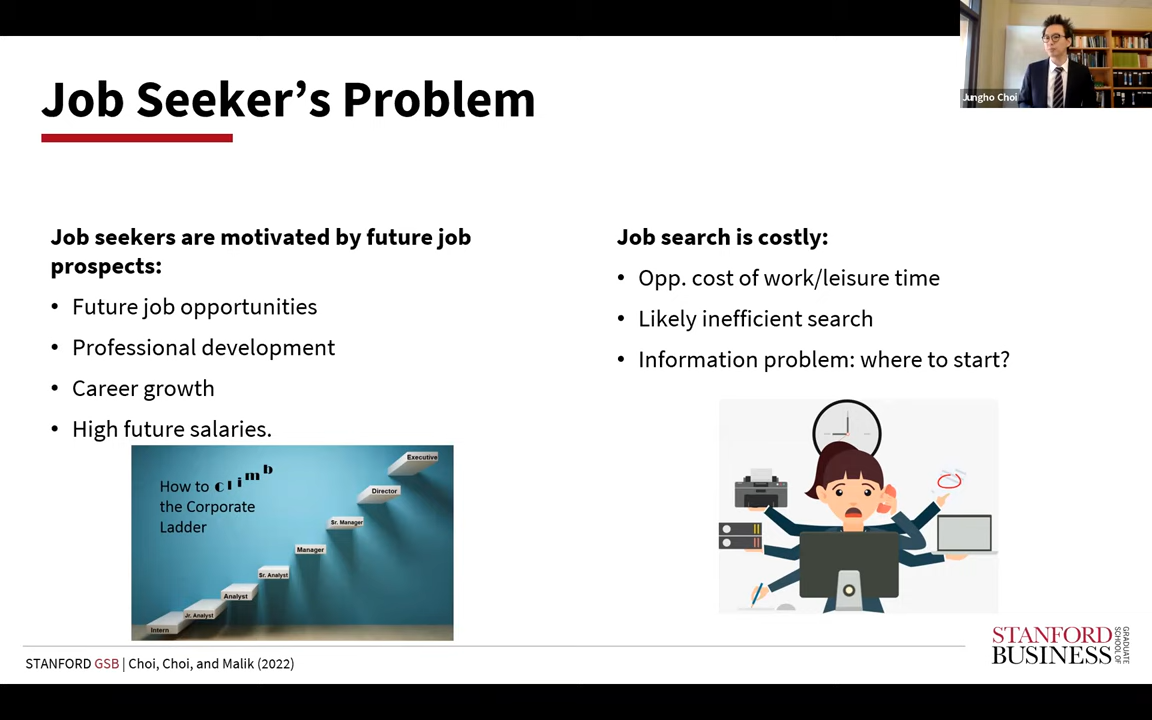 Jungho Choi
Job Seeker’s Problem
Job seekers are motivated by future job
prospects:
• Future job opportunities
• Professional development
• Career growth
• High future salaries.
How to climb
the Corporate
Ladder
Executive
Director
Sr. Manager
Manager
Sr. Analyst
Analyst
Jr. Analyst
Intern
Job search is costly:
• Opp. cost of work/leisure time
• Likely inefficient search
• Information problem: where to start?
STANFORD GSB | Choi, Choi, and Malik (2022)
STANFORD
BUSINESS
GRADUATE
SCHOOL OF